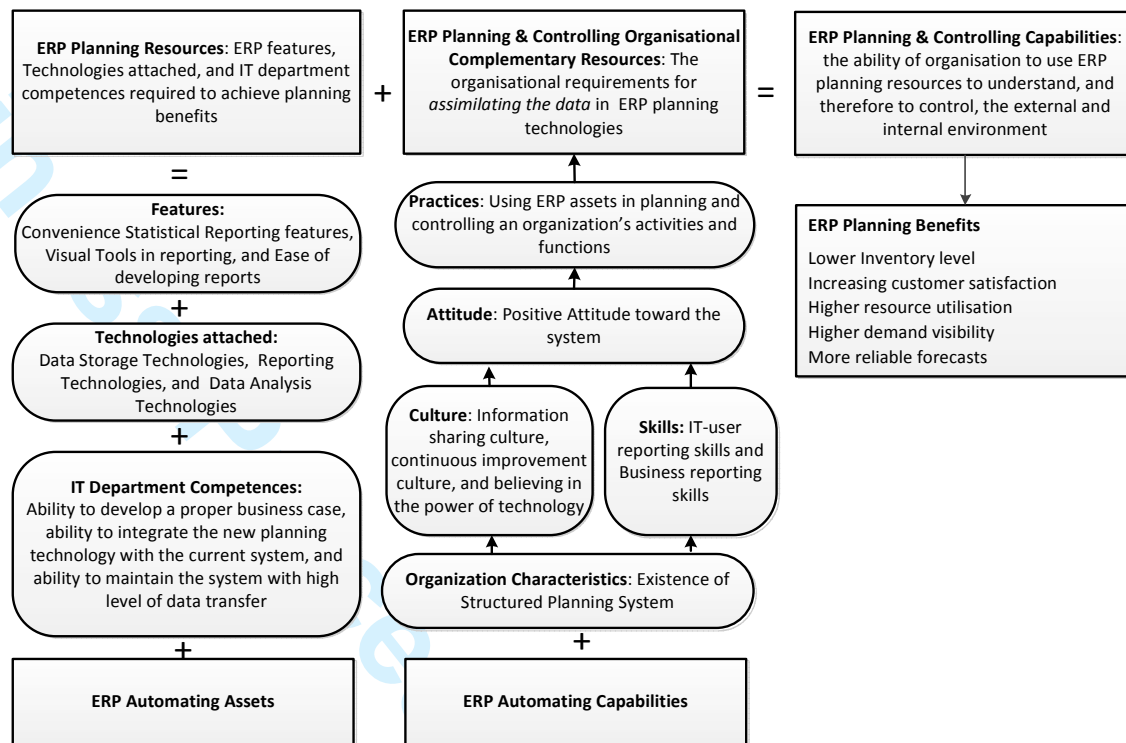 ERP Planning Resources: ERP features,
Technologies attached, and IT department
competences required to achieve planning
benefits
+
ERP Planning & Controlling Organisational
Complementary Resources: The
organisational requirements for
assimilating the data in ERP planning
technologies
=
ERP Planning & Controlling Capabilities:
the ability of organisation to use ERP
planning resources to understand, and
therefore to control, the external and
internal environment
=
Features:
Convenience Statistical Reporting features,
Visual Tools in reporting, and Ease of
developing reports
+
Technologies attached:
Data Storage Technologies, Reporting
Technologies, and Data Analysis
Technologies
+
IT Department Competences:
Ability to develop a proper business case,
ability to integrate the new planning
technology with the current system, and
ability to maintain the system with high
level of data transfer
+
ERP Automating Assets
Practices: Using ERP assets in planning and
controlling an organization's activities and
functions
Attitude: Positive Attitude toward the
system
Culture: Information
sharing culture,
continuous improvement
culture, and believing in
the power of technology
Skills: IT-user
reporting skills and
Business reporting
skills
Organization Characteristics: Existence of
Structured Planning System
+
ERP Automating Capabilities
ERP Planning Benefits
Lower Inventory level
Increasing customer satisfaction
Higher resource utilisation
Higher demand visibility
More reliable forecasts